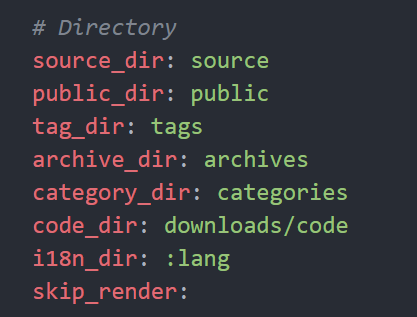 # Directory
source_dir: source
public_dir: public
tag_dir: tags
archive_dir: archives
category_dir: categories
code_dir: downloads/code
i18n_dir: :lang
skip_render: